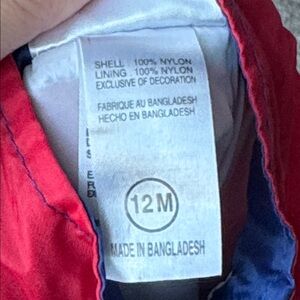 SHELL : 100% NYLON
LINING : 100% NYLON
EXCLUSIVE OF DECORATION
FABRIQUE AU BANGLADESH
HECHO EN BANGLADESH
12M
MADE IN BANGLADESH